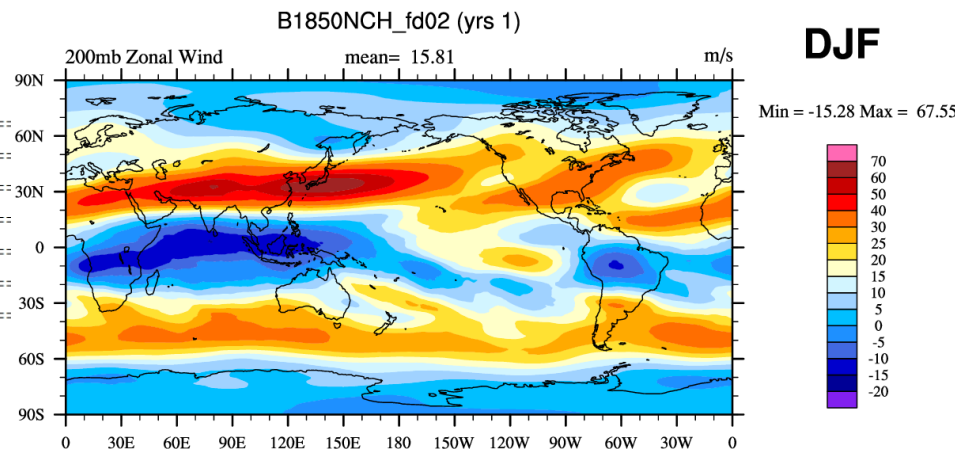 B1850NCH_fd02 (yrs 1)
DJF
200mb Zonal Wind mean= 15.81 m/s
Min = -15.28 Max = 67.55
90N
60N
30N
0
30S
60S
90S
0 30E 60E 90E 120E 150E 180 150W 120W 90W 60W 30W 0
70
60
50
40
30
25
20
15
10
5
0
-5
-10
-15
-20